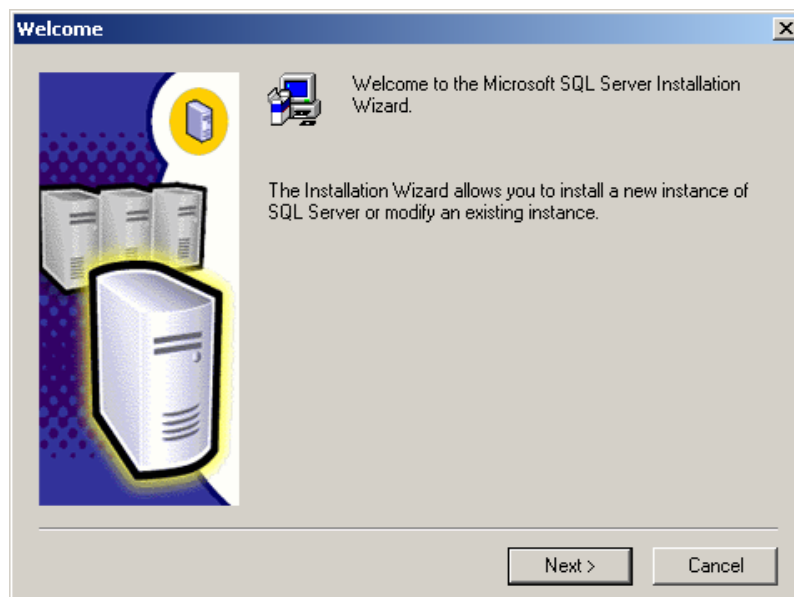 Welcome
Welcome to the Microsoft SQL Server Installation
Wizard.
The Installation Wizard allows you to install a new instance of
SQL Server or modify an existing instance.
Next >
Cancel